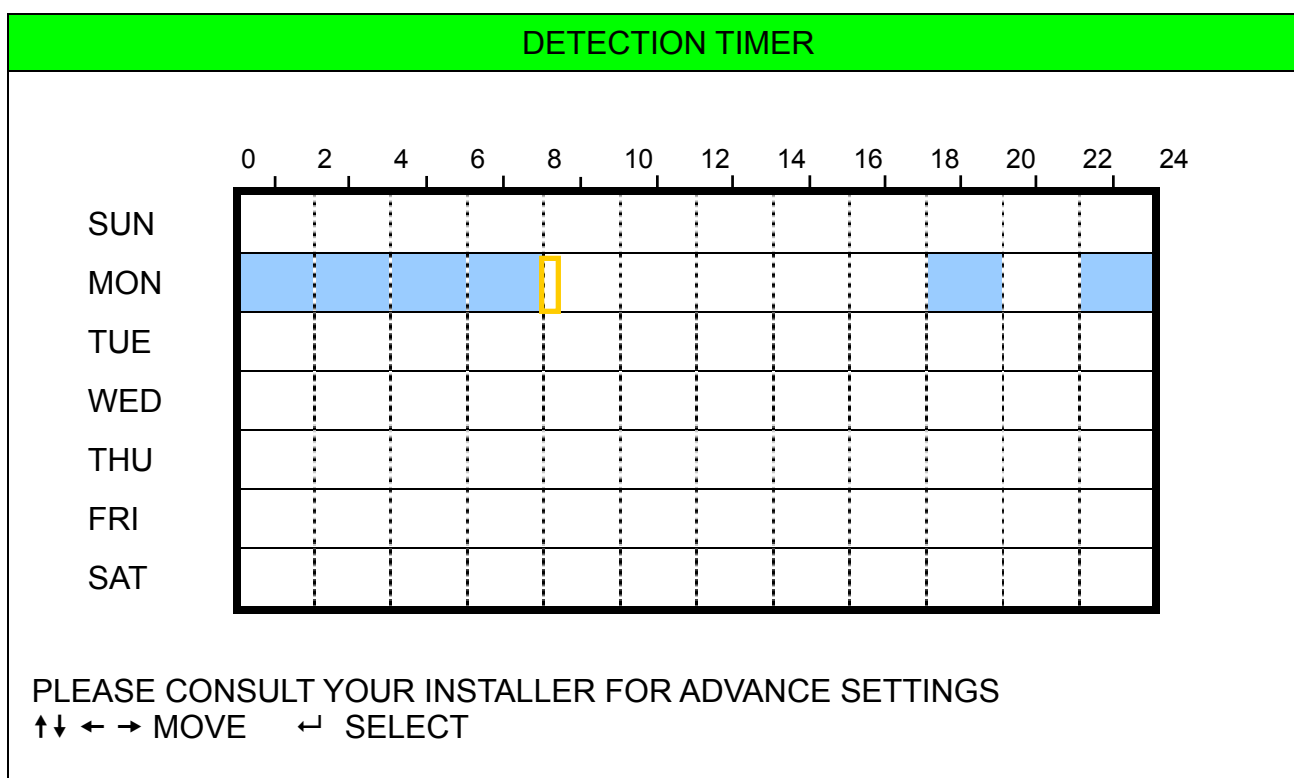 DETECTION TIMER
0 2 4 6 8 10 12 14 16 18 20 22 24
SUN
MON
TUE
WED
THU
FRI
SAT
PLEASE CONSULT YOUR INSTALLER FOR ADVANCE SETTINGS
↑↓ ← → MOVE ↵ SELECT